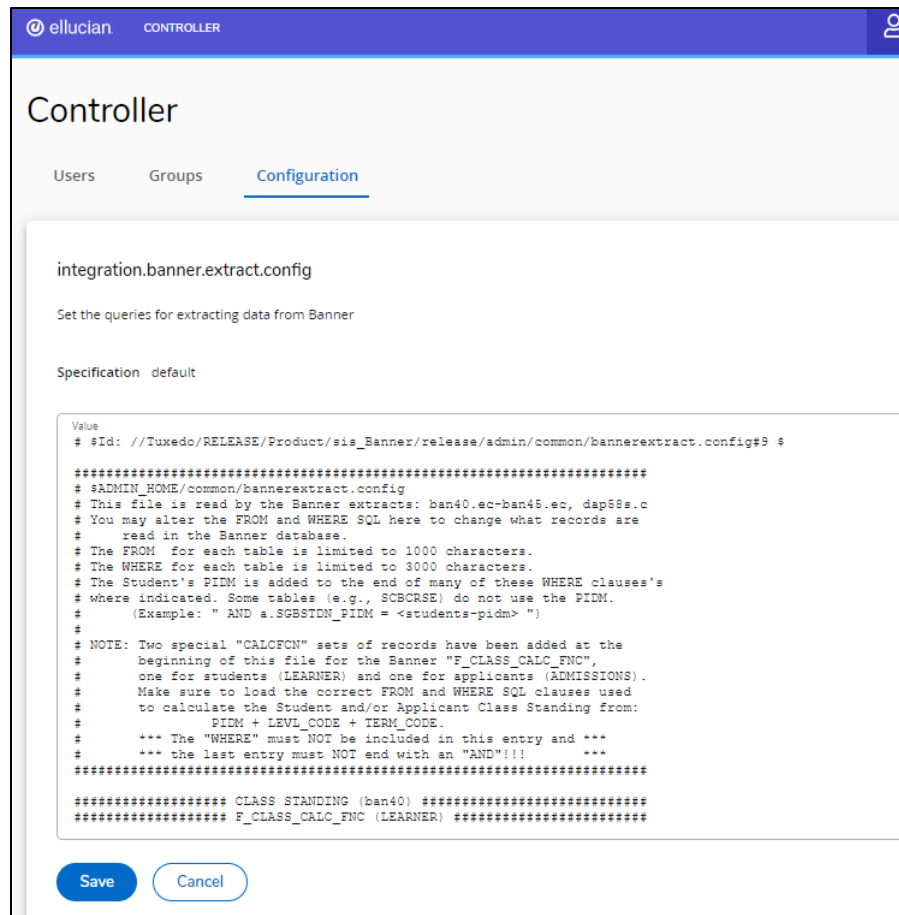 ellucian. CONTROLLER
Controller
Users Groups Configuration
integration.banner.extract.config
Set the queries for extracting data from Banner
Specification default
Value
# $Id: //Tuxedo/RELEASE/Product/sis_Banner/release/admin/common/bannerextract.config#9 $
#######################################################################
# $ADMIN_HOME/common/bannerextract.config
# This file is read by the Banner extracts: ban40.ec-ban45.ec, dap58s.c
# You may alter the FROM and WHERE SQL here to change what records are
#     read in the Banner database.
# The FROM  for each table is limited to 1000 characters.
# The WHERE for each table is limited to 3000 characters.
# The Student's PIDM is added to the end of many of these WHERE clauses's
# where indicated. Some tables (e.g., SCBCRSE) do not use the PIDM.
#      (Example: " AND a.SGBSTDN_PIDM = <students-pidm> ")
#
# NOTE: Two special "CALCFCN" sets of records have been added at the
#       beginning of this file for the Banner "F_CLASS_CALC_FNC",
#       one for students (LEARNER) and one for applicants (ADMISSIONS).
#       Make sure to load the correct FROM and WHERE SQL clauses used
#       to calculate the Student and/or Applicant Class Standing from:
#                PIDM + LEVL_CODE + TERM_CODE.
#       *** The "WHERE" must NOT be included in this entry and ***
#       *** the last entry must NOT end with an "AND"!!!       ***
#######################################################################
################### CLASS STANDING (ban40) ############################
################### F_CLASS_CALC_FNC (LEARNER) ########################
Save Cancel